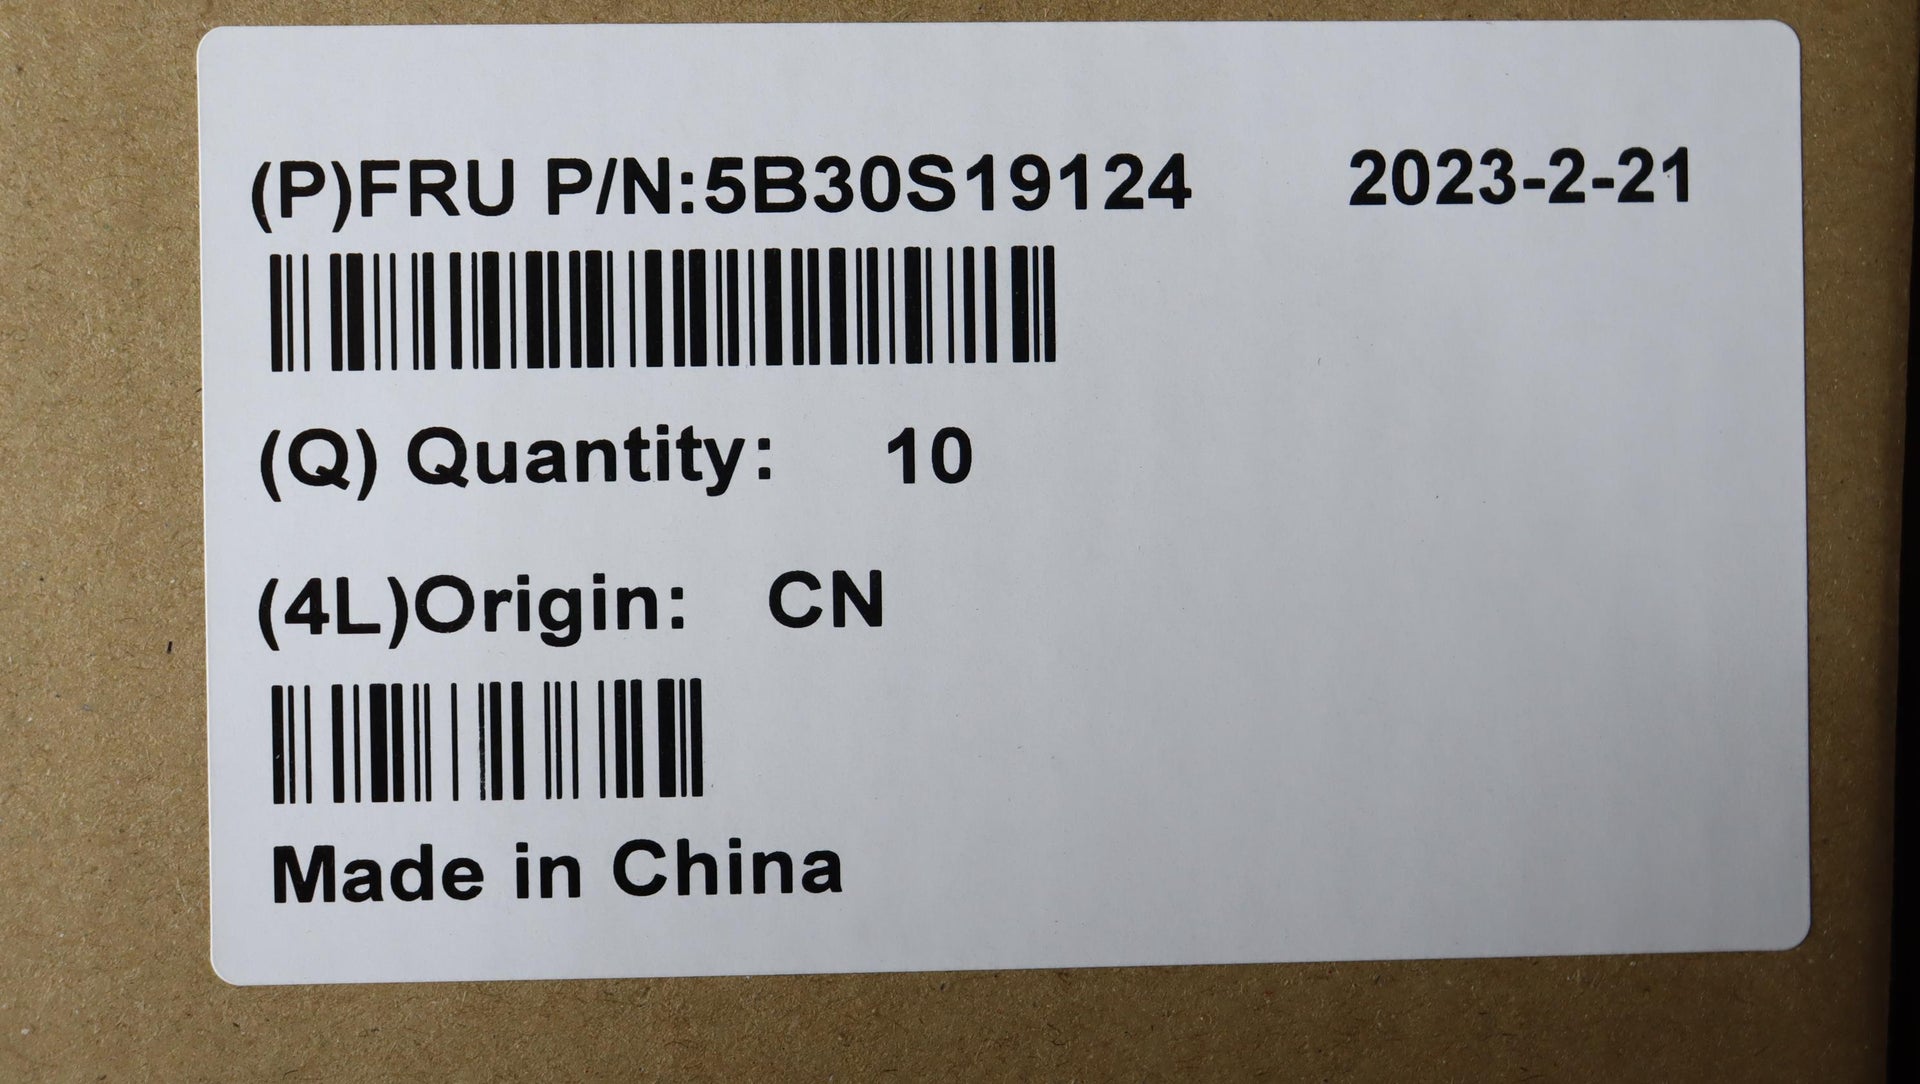 (P)FRU P/N:5B30S19124 2023-2-21
(Q) Quantity: 10
(4L)Origin: CN
Made in China